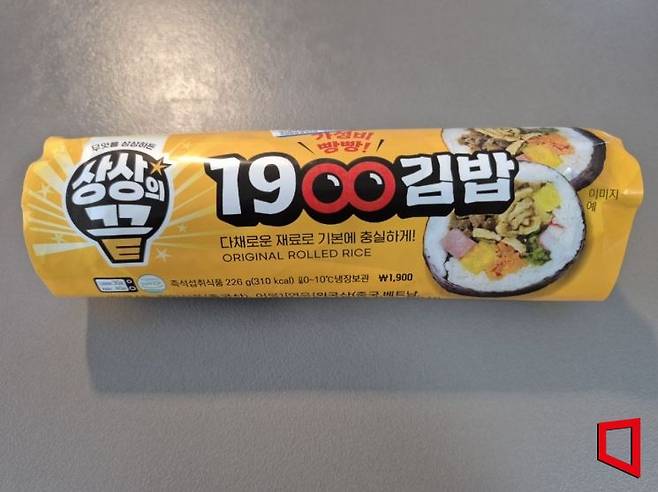 무엇을 상상하든
상상의
끝
가성비
빵빵!
1900김밥
다채로운 재료로 기본에 충실하게!
ORIGINAL ROLLED RICE
이미지
예
즉석섭취식품 226 g(310 kcal) 0~10℃냉장보관 ₩1,900